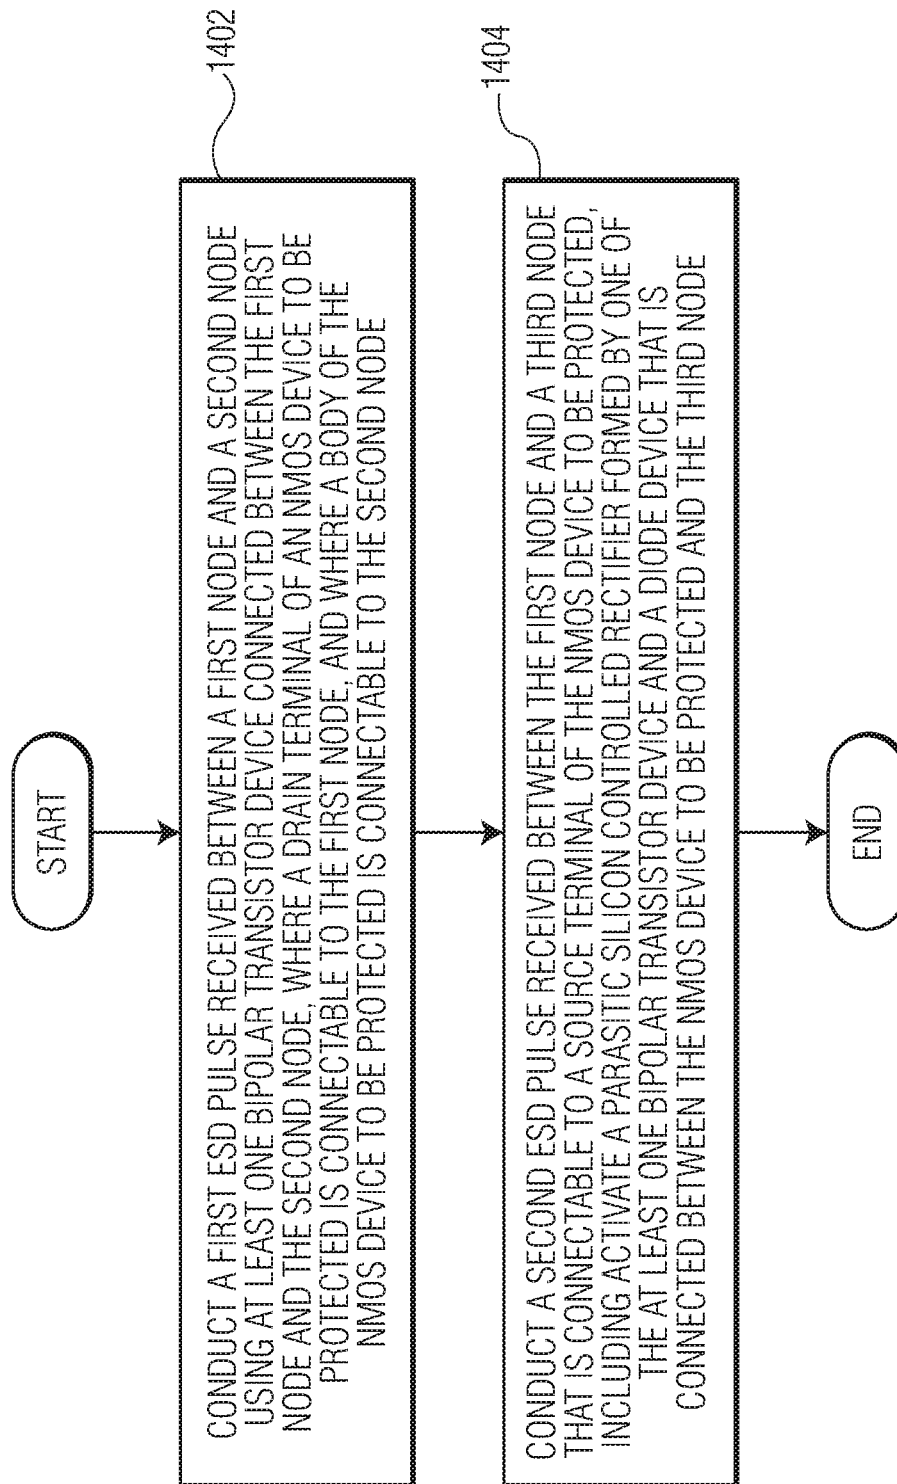 START
CONDUCT A FIRST ESD PULSE RECEIVED BETWEEN A FIRST NODE AND A SECOND NODE
USING AT LEAST ONE BIPOLAR TRANSISTOR DEVICE CONNECTED BETWEEN THE FIRST
NODE AND THE SECOND NODE, WHERE A DRAIN TERMINAL OF AN NMOS DEVICE TO BE
PROTECTED IS CONNECTABLE TO THE FIRST NODE, AND WHERE A BODY OF THE
NMOS DEVICE TO BE PROTECTED IS CONNECTABLE TO THE SECOND NODE
1402
CONDUCT A SECOND ESD PULSE RECEIVED BETWEEN THE FIRST NODE AND A THIRD NODE
THAT IS CONNECTABLE TO A SOURCE TERMINAL OF THE NMOS DEVICE TO BE PROTECTED,
INCLUDING ACTIVATE A PARASITIC SILICON CONTROLLED RECTIFIER FORMED BY ONE OF
THE AT LEAST ONE BIPOLAR TRANSISTOR DEVICE AND A DIODE DEVICE THAT IS
CONNECTED BETWEEN THE NMOS DEVICE TO BE PROTECTED AND THE THIRD NODE
1404
END